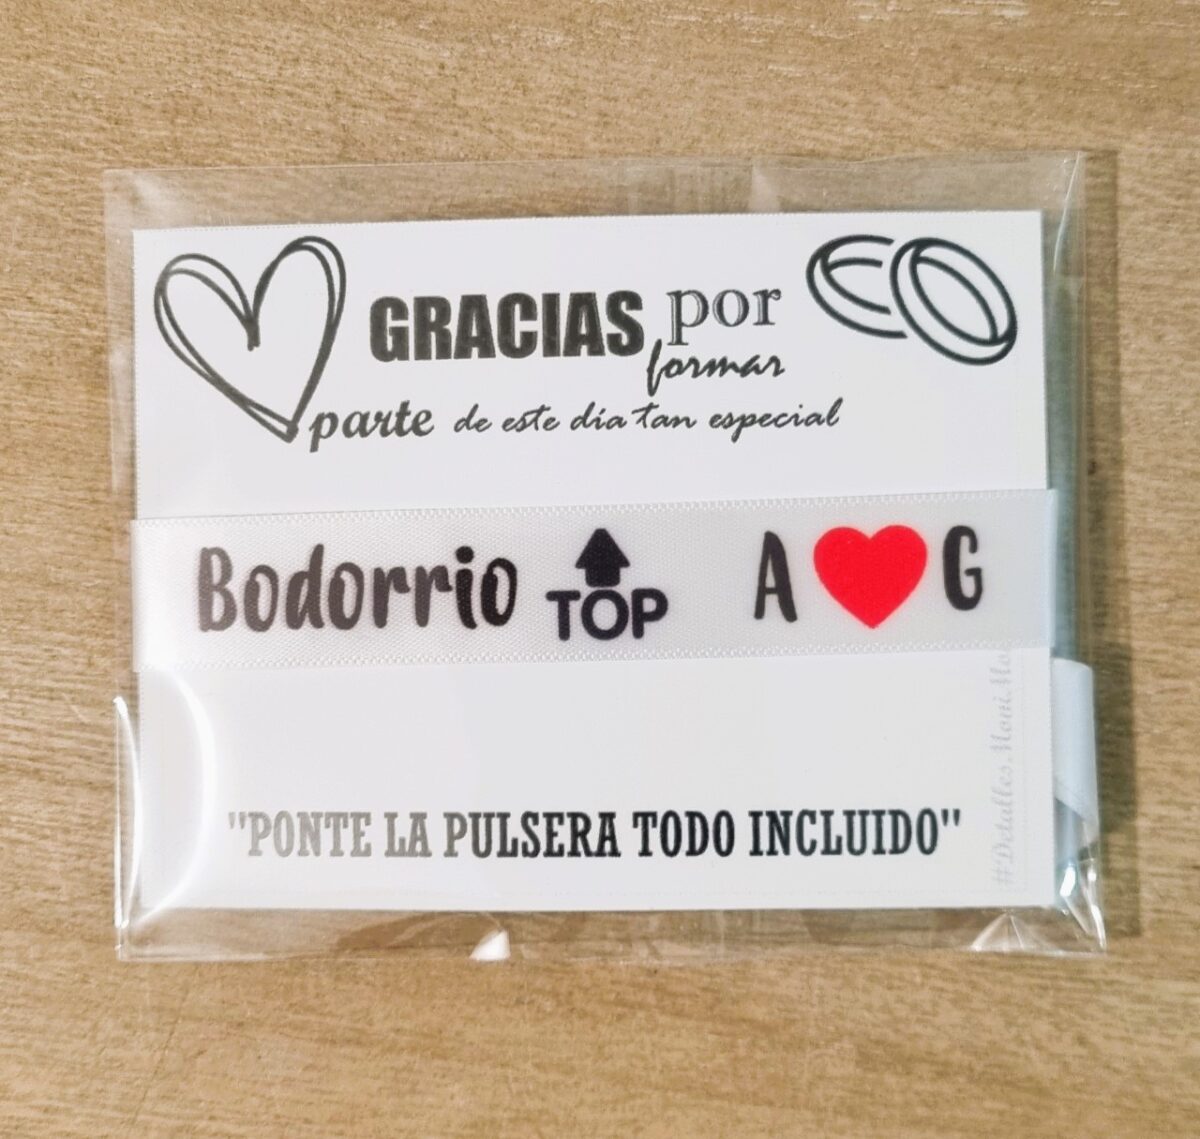 GRACIAS por
formar
parte de este día tan especial
Bodorrio TOP A G
"PONTE LA PULSERA TODO INCLUIDO"